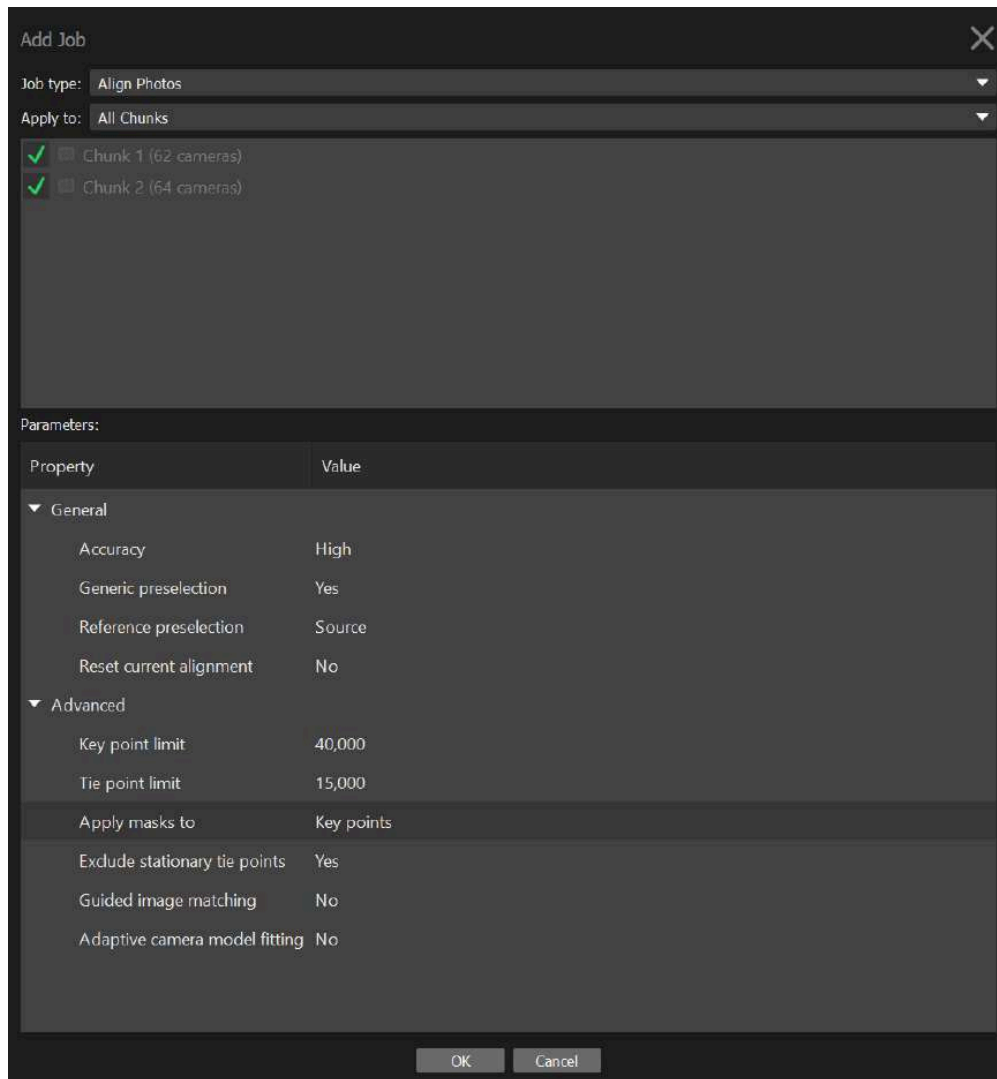 Add Job
Job type: Align Photos
Apply to: All Chunks
Chunk 1 (62 cameras)
Chunk 2 (64 cameras)
Parameters:
Property Value
General
Accuracy High
Generic preselection Yes
Reference preselection Source
Reset current alignment No
Advanced
Key point limit 40,000
Tie point limit 15,000
Apply masks to Key points
Exclude stationary tie points Yes
Guided image matching No
Adaptive camera model fitting No
OK Cancel